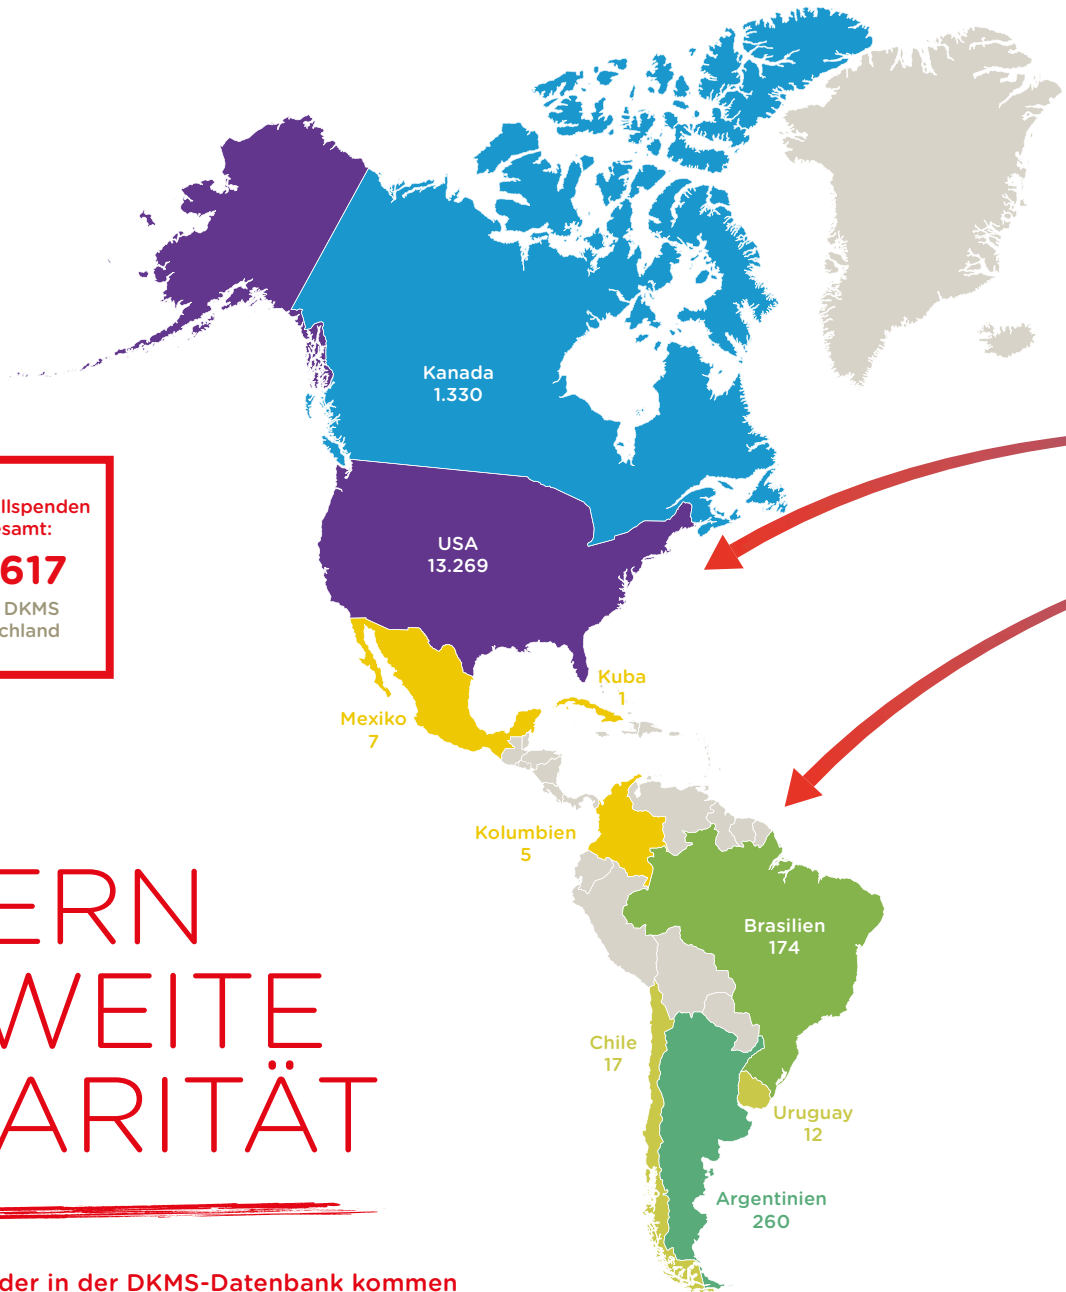 Kanada
1.330
llspenden
esamt:
617
DKMS
chland
USA
13.269
Kuba
1
Mexiko
7
Kolumbien
5
ERN
WEITE
ARITÄT
Brasilien
174
Chile
17
Uruguay
12
Argentinien
260
der in der DKMS-Datenbank kommen